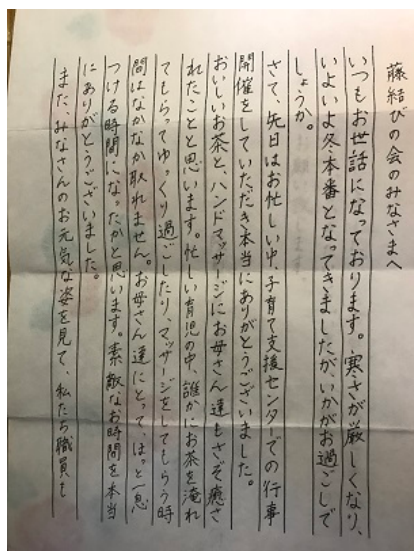 藤結びの会のみなさまへ
いつもお世話になっております。寒さが厳しくなり、
いよいよ冬本番となってきましたが、いかがお過ごしで
しょうか。
さて、先日はお忙しい中、子育て支援センターでの行事
開催をしていただき本当にありがとうございました。
おいしいお茶と、ハンドマッサージにお母さん達もさぞ癒さ
れたことと思います。忙しい育児の中、誰かにお茶を淹れ
てもらってゆっくり過ごしたり、マッサージをしてもらう時
間はなかなか取れません。お母さん達にとって、ほっと一息
つける時間になったかと思います。素敵なお時間を本当
にありがとうございました。
また、みなさんのお元気な姿を見て、私たち職員も